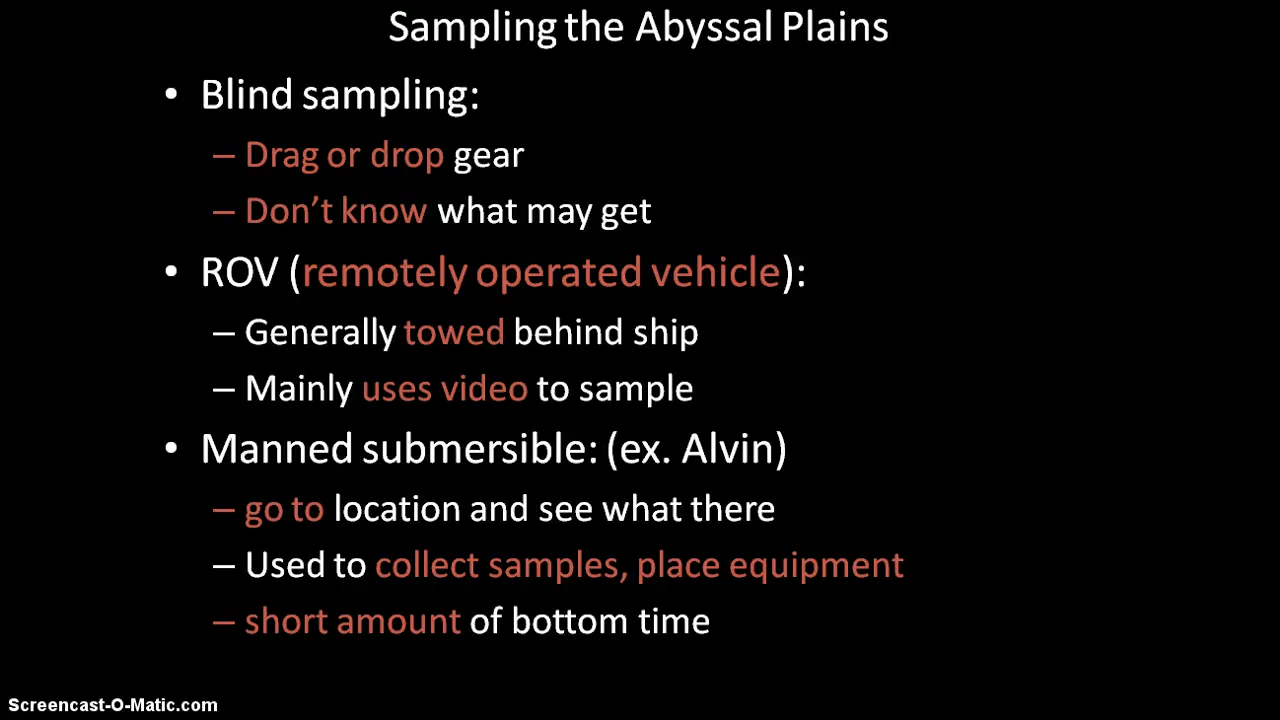 Sampling the Abyssal Plains
• Blind sampling:
– Drag or drop gear
– Don’t know what may get
• ROV (remotely operated vehicle):
– Generally towed behind ship
– Mainly uses video to sample
• Manned submersible: (ex. Alvin)
– go to location and see what there
– Used to collect samples, place equipment
– short amount of bottom time
Screencast-O-Matic.com